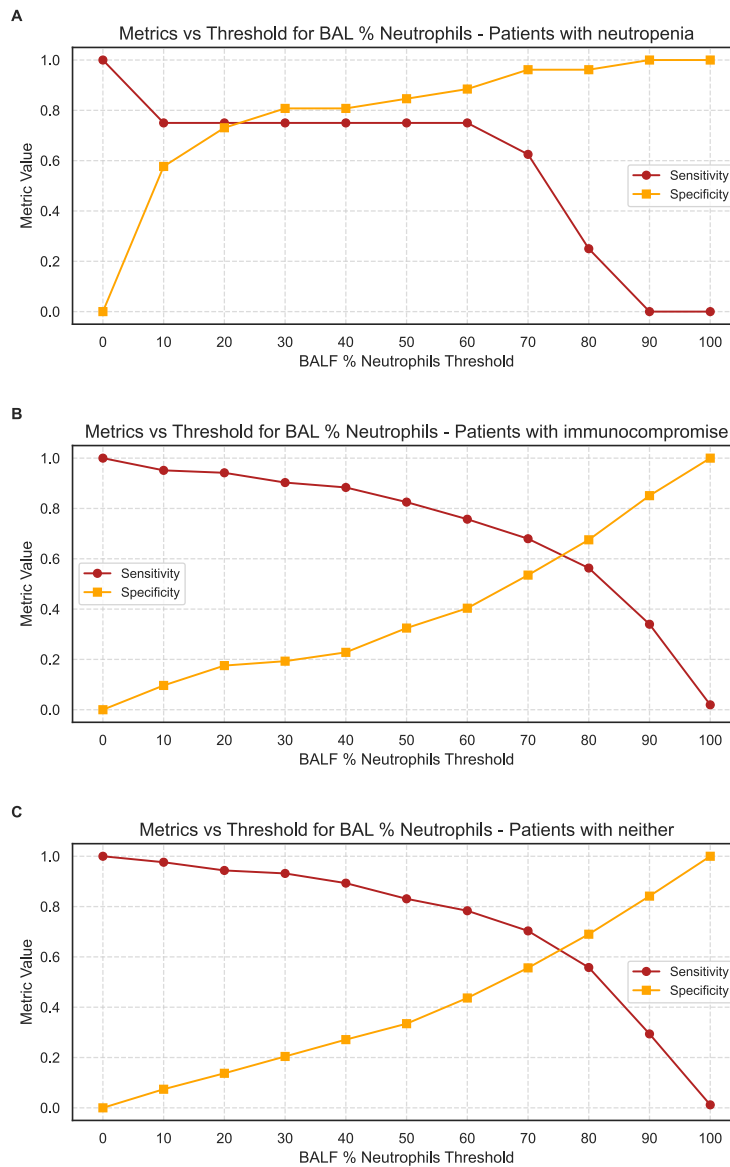 A
Metrics vs Threshold for BAL % Neutrophils - Patients with neutropenia
1.0
0.8
0.6
0.4
0.2
0.0
Metric Value
Sensitivity
Specificity
0 10 20 30 40 50 60 70 80 90 100
BALF % Neutrophils Threshold
B
Metrics vs Threshold for BAL % Neutrophils - Patients with immunocompromise
1.0
0.8
0.6
0.4
0.2
0.0
Metric Value
Sensitivity
Specificity
0 10 20 30 40 50 60 70 80 90 100
BALF % Neutrophils Threshold
C
Metrics vs Threshold for BAL % Neutrophils - Patients with neither
1.0
0.8
0.6
0.4
0.2
0.0
Metric Value
Sensitivity
Specificity
0 10 20 30 40 50 60 70 80 90 100
BALF % Neutrophils Threshold